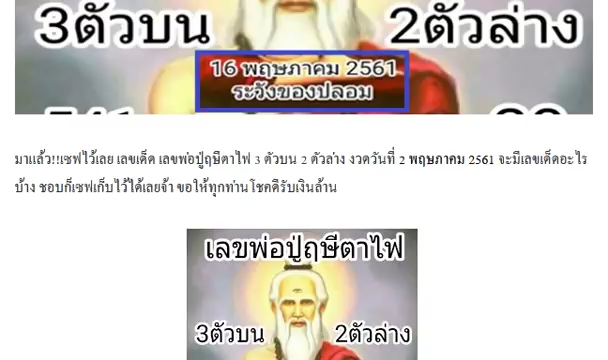 3ตัวบน 2ตัวล่าง
16 พฤษภาคม 2561
ระวังของปลอม
มาแล้ว!!เซฟไว้เลย เลขเด็ด เลขพ่อปู่ฤษีตาไฟ 3 ตัวบน 2 ตัวล่าง งวดวันที่ 2 พฤษภาคม 2561 จะมีเลขเด็ดอะไร
บ้าง ชอบก็เซฟเก็บไว้ได้เลยจ้า ขอให้ทุกท่านโชคดีรับเงินล้าน
เลขพ่อปู่ฤษีตาไฟ
3ตัวบน 2ตัวล่าง